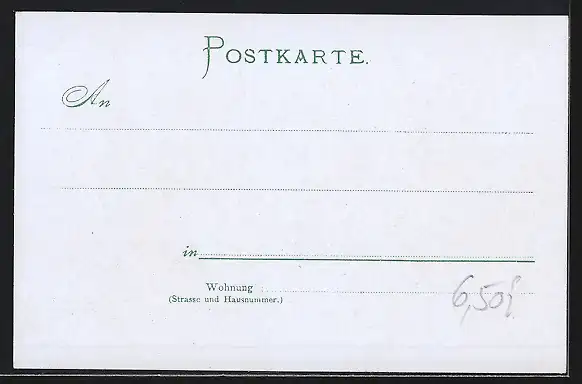 POSTKARTE.
An
in
Wohnung
(Strasse und Hausnummer.)
6,50